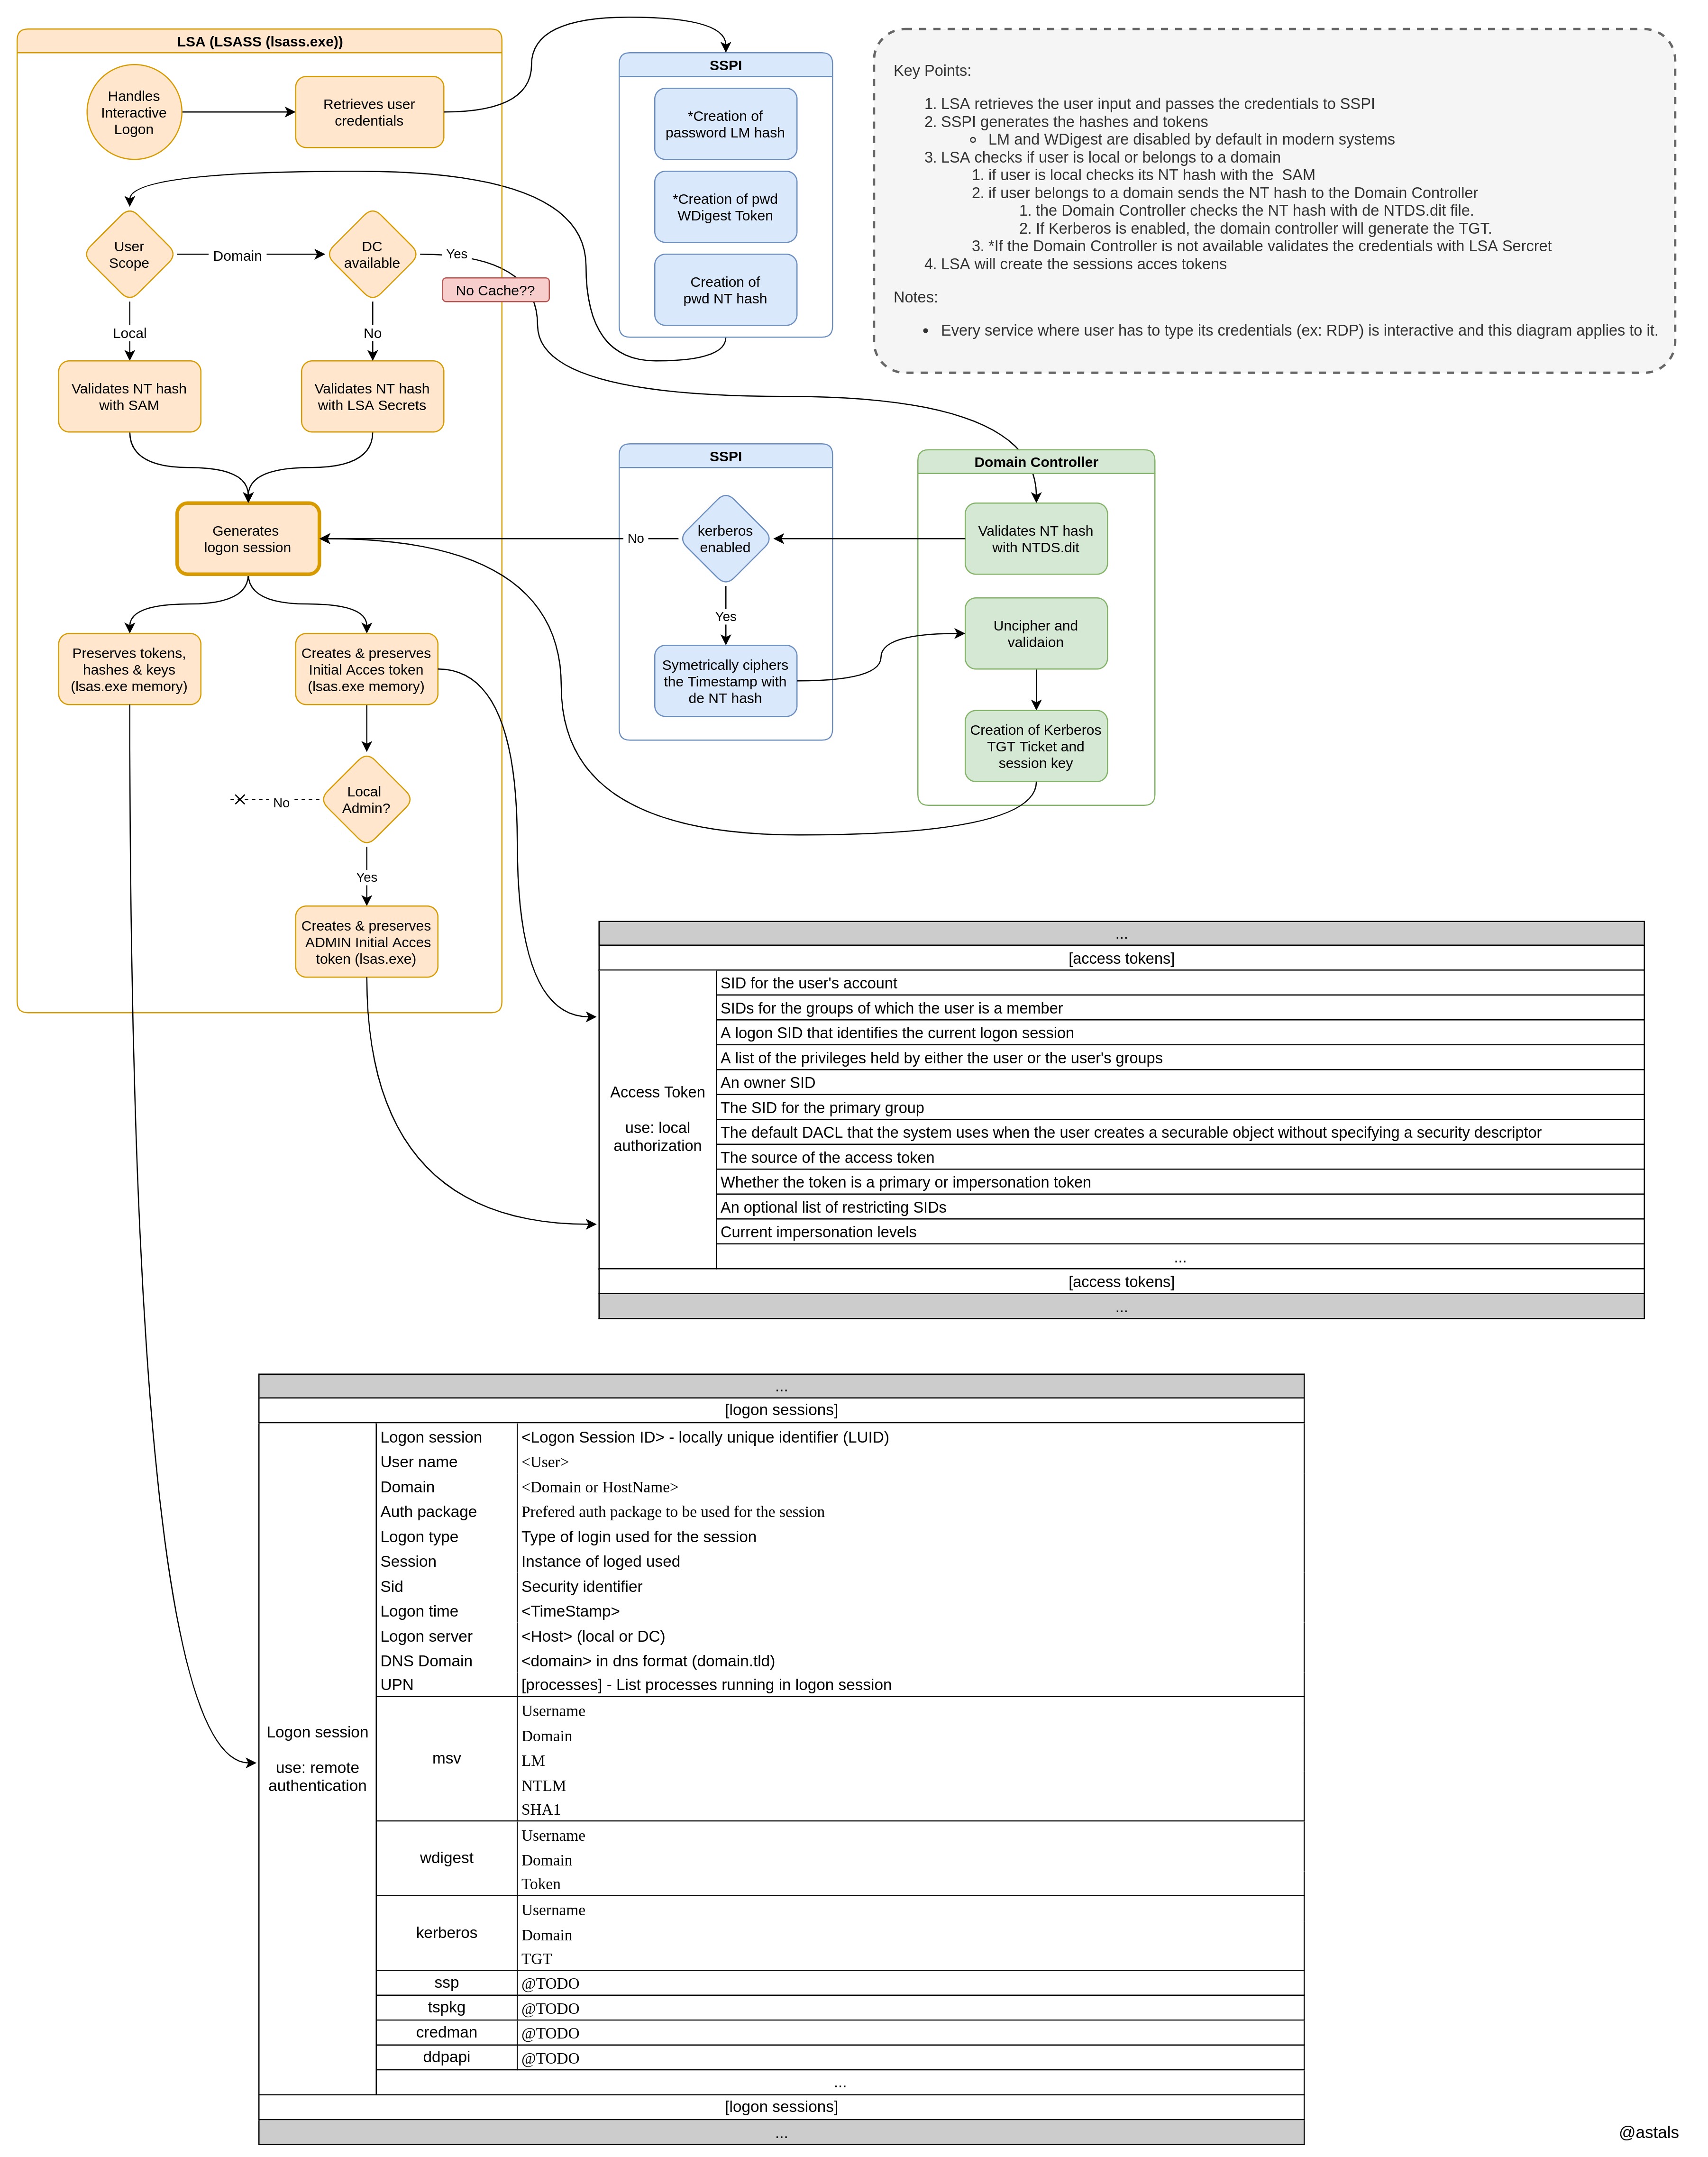 LSA (LSASS (lsass.exe))
Handles
Interactive
Logon
Retrieves user
credentials
SSPI
*Creation of
password LM hash
*Creation of pwd
WDigest Token
Creation of
pwd NT hash
Key Points:
1. LSA retrieves the user input and passes the credentials to SSPI
2. SSPI generates the hashes and tokens
LM and WDigest are disabled by default in modern systems
3. LSA checks if user is local or belongs to a domain
1. if user is local checks its NT hash with the  SAM
2. if user belongs to a domain sends the NT hash to the Domain Controller
1. the Domain Controller checks the NT hash with de NTDS.dit file.
2. If Kerberos is enabled, the domain controller will generate the TGT.
3. *If the Domain Controller is not available validates the credentials with LSA Sercret
4. LSA will create the sessions acces tokens
Notes:
• Every service where user has to type its credentials (ex: RDP) is interactive and this diagram applies to it.
User
Scope
Domain
DC
available
Yes
No Cache??
Local
No
Validates NT hash
with SAM
Validates NT hash
with LSA Secrets
Generates
logon session
SSPI
kerberos
enabled
No
Yes
Symetrically ciphers
the Timestamp with
de NT hash
Domain Controller
Validates NT hash
with NTDS.dit
Uncipher and
validaion
Creation of Kerberos
TGT Ticket and
session key
Preserves tokens,
hashes & keys
(lsas.exe memory)
Creates & preserves
Initial Acces token
(lsas.exe memory)
Local
Admin?
No
Yes
Creates & preserves
ADMIN Initial Acces
token (lsas.exe)
...
[access tokens]
Access Token
use: local
authorization
SID for the user's account
SIDs for the groups of which the user is a member
A logon SID that identifies the current logon session
A list of the privileges held by either the user or the user's groups
An owner SID
The SID for the primary group
The default DACL that the system uses when the user creates a securable object without specifying a security descriptor
The source of the access token
Whether the token is a primary or impersonation token
An optional list of restricting SIDs
Current impersonation levels
...
[access tokens]
...
...
[logon sessions]
Logon session
use: remote
authentication
Logon session <Logon Session ID> - locally unique identifier (LUID)
User name <User>
Domain <Domain or HostName>
Auth package Prefered auth package to be used for the session
Logon type Type of login used for the session
Session Instance of loged used
Sid Security identifier
Logon time <TimeStamp>
Logon server <Host> (local or DC)
DNS Domain <domain> in dns format (domain.tld)
UPN [processes] - List processes running in logon session
msv
Username
Domain
LM
NTLM
SHA1
wdigest
Username
Domain
Token
kerberos
Username
Domain
TGT
ssp @TODO
tspkg @TODO
credman @TODO
ddpapi @TODO
...
[logon sessions]
...
@astals